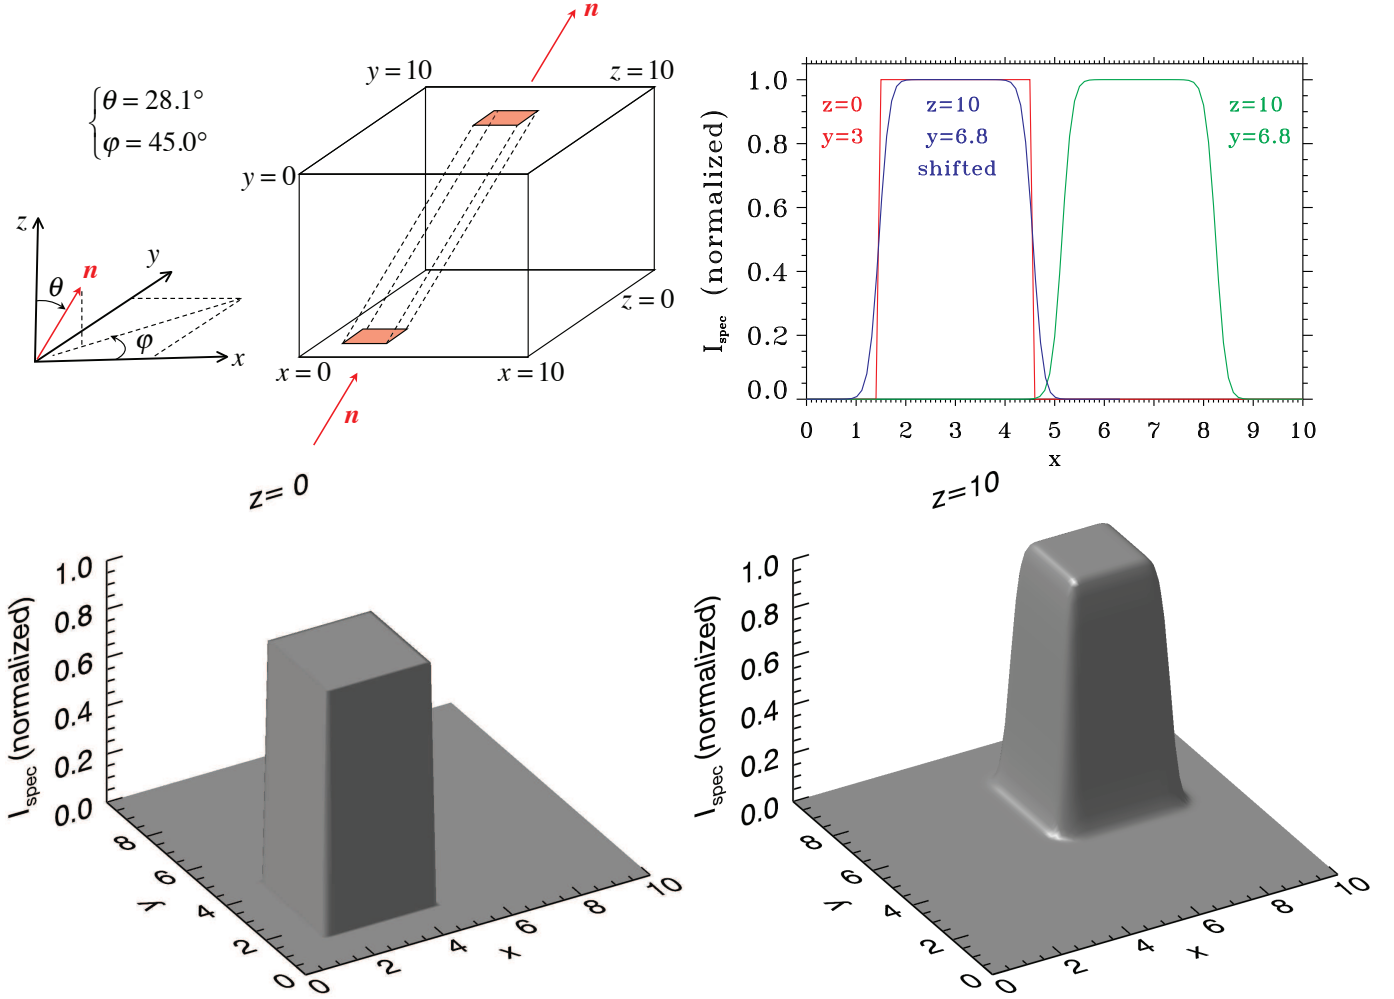 θ = 28.1°
φ = 45.0°
z
n
y
θ
φ
x
n
y = 10
z = 10
y = 0
z = 0
x = 0
x = 10
n
I_spec (normalized)
1.0
0.8
0.6
0.4
0.2
0.0
z=0
y=3
z=10
y=6.8
shifted
z=10
y=6.8
0 1 2 3 4 5 6 7 8 9 10
x
z= 0
I_spec (normalized)
1.0
0.8
0.6
0.4
0.2
0.0
8
6
4
2
0
y
0
2
4
6
8
10
x
z=10
I_spec (normalized)
1.0
0.8
0.6
0.4
0.2
0.0
8
6
4
2
0
y
0
2
4
6
8
10
x